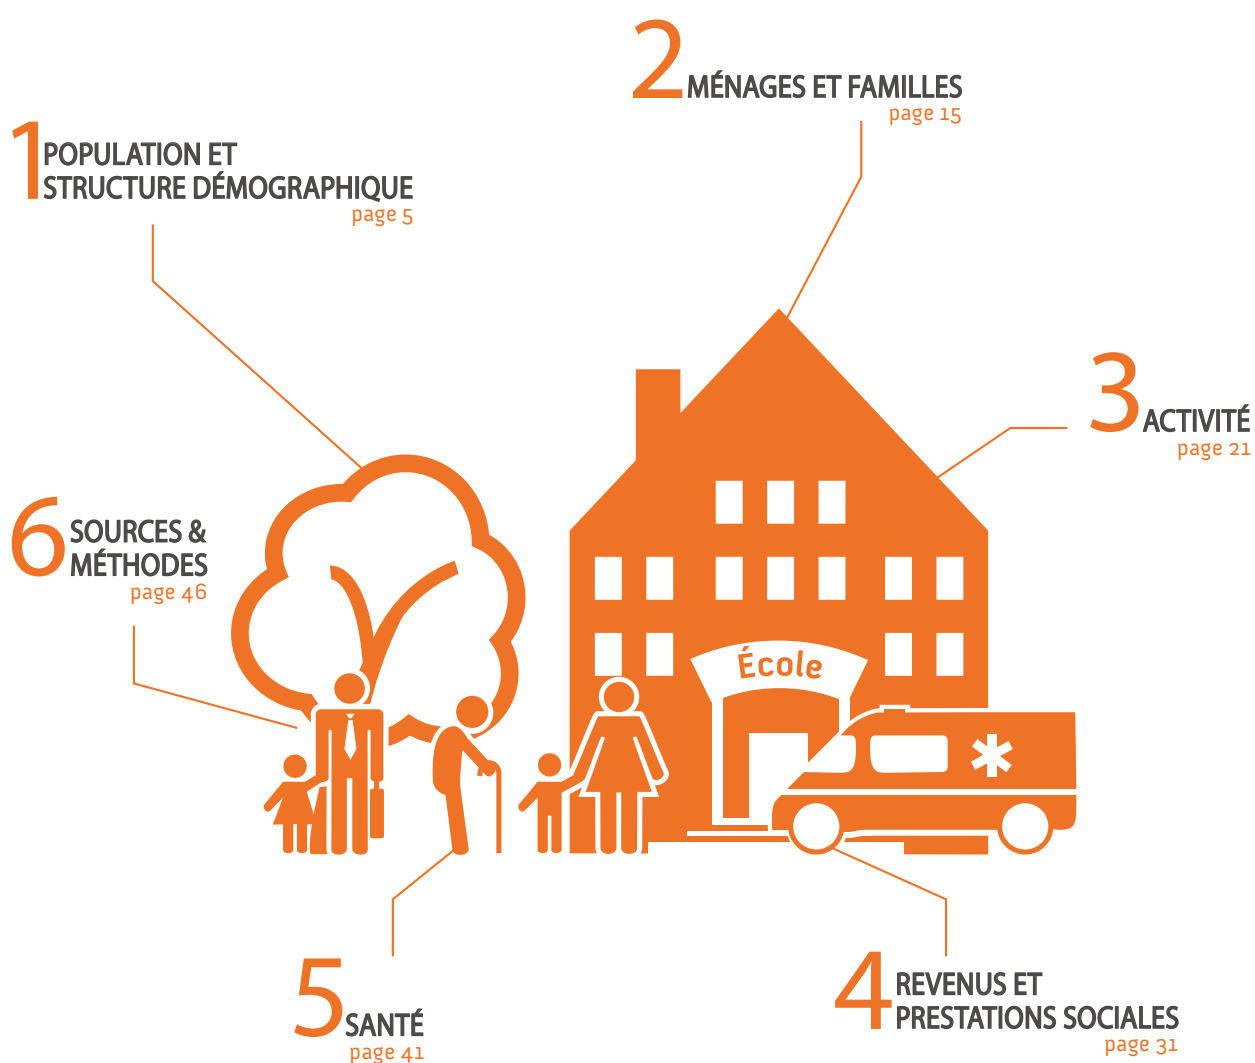 1 POPULATION ET
STRUCTURE DÉMOGRAPHIQUE
page 5
2 MÉNAGES ET FAMILLES
page 15
3 ACTIVITÉ
page 21
4 REVENUS ET
PRESTATIONS SOCIALES
page 31
5 SANTÉ
page 41
6 SOURCES &
MÉTHODES
page 46
École